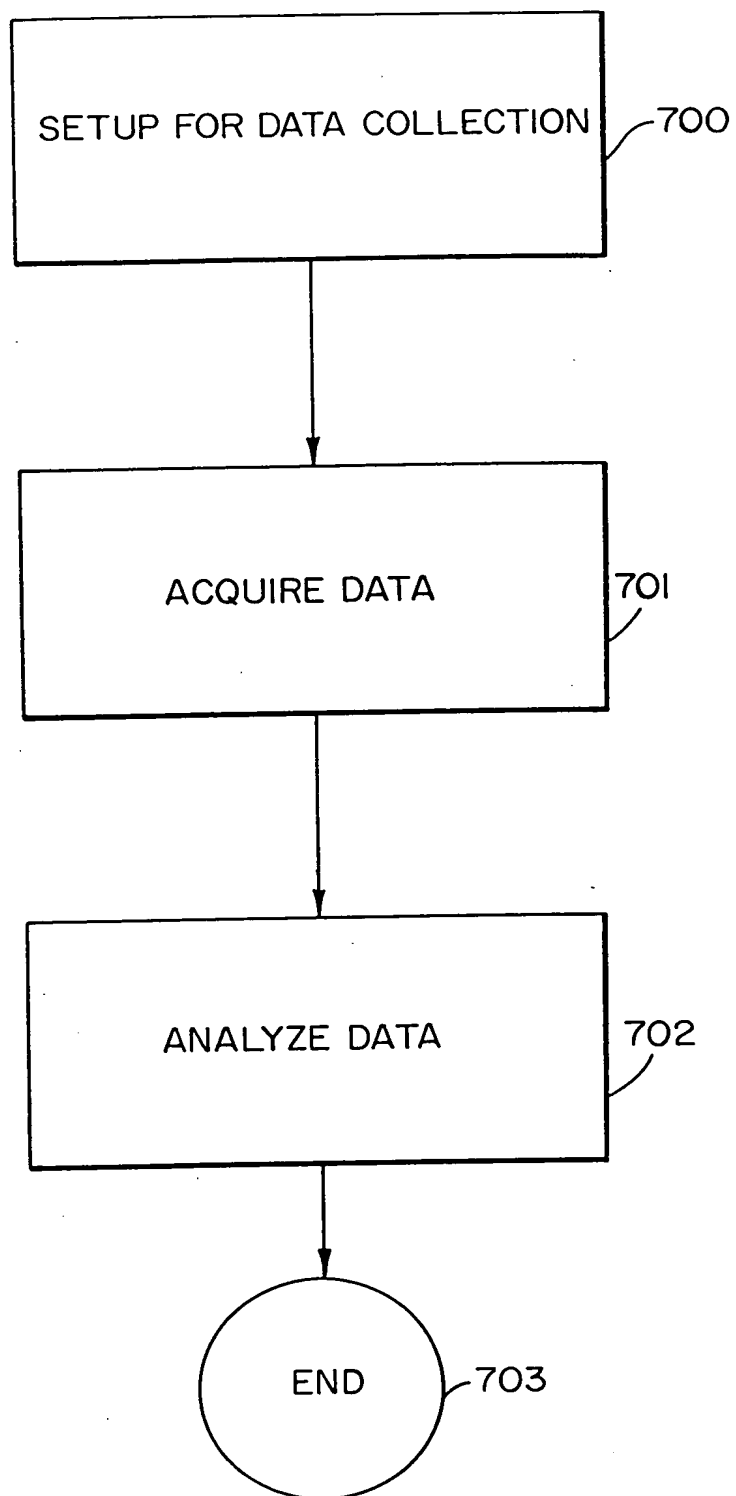 SETUP FOR DATA COLLECTION
700
ACQUIRE DATA
701
ANALYZE DATA
702
END
703